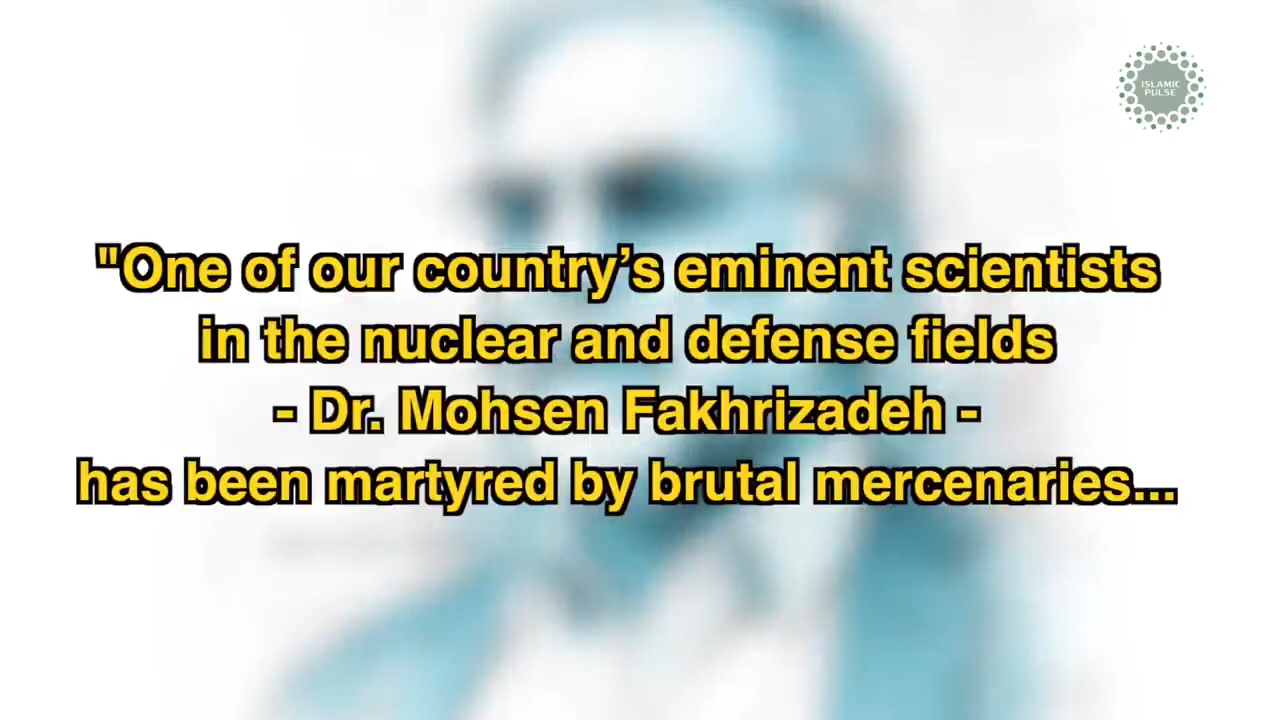 ISLAMIC
PULSE
"One of our country’s eminent scientists
in the nuclear and defense fields
- Dr. Mohsen Fakhrizadeh -
has been martyred by brutal mercenaries...